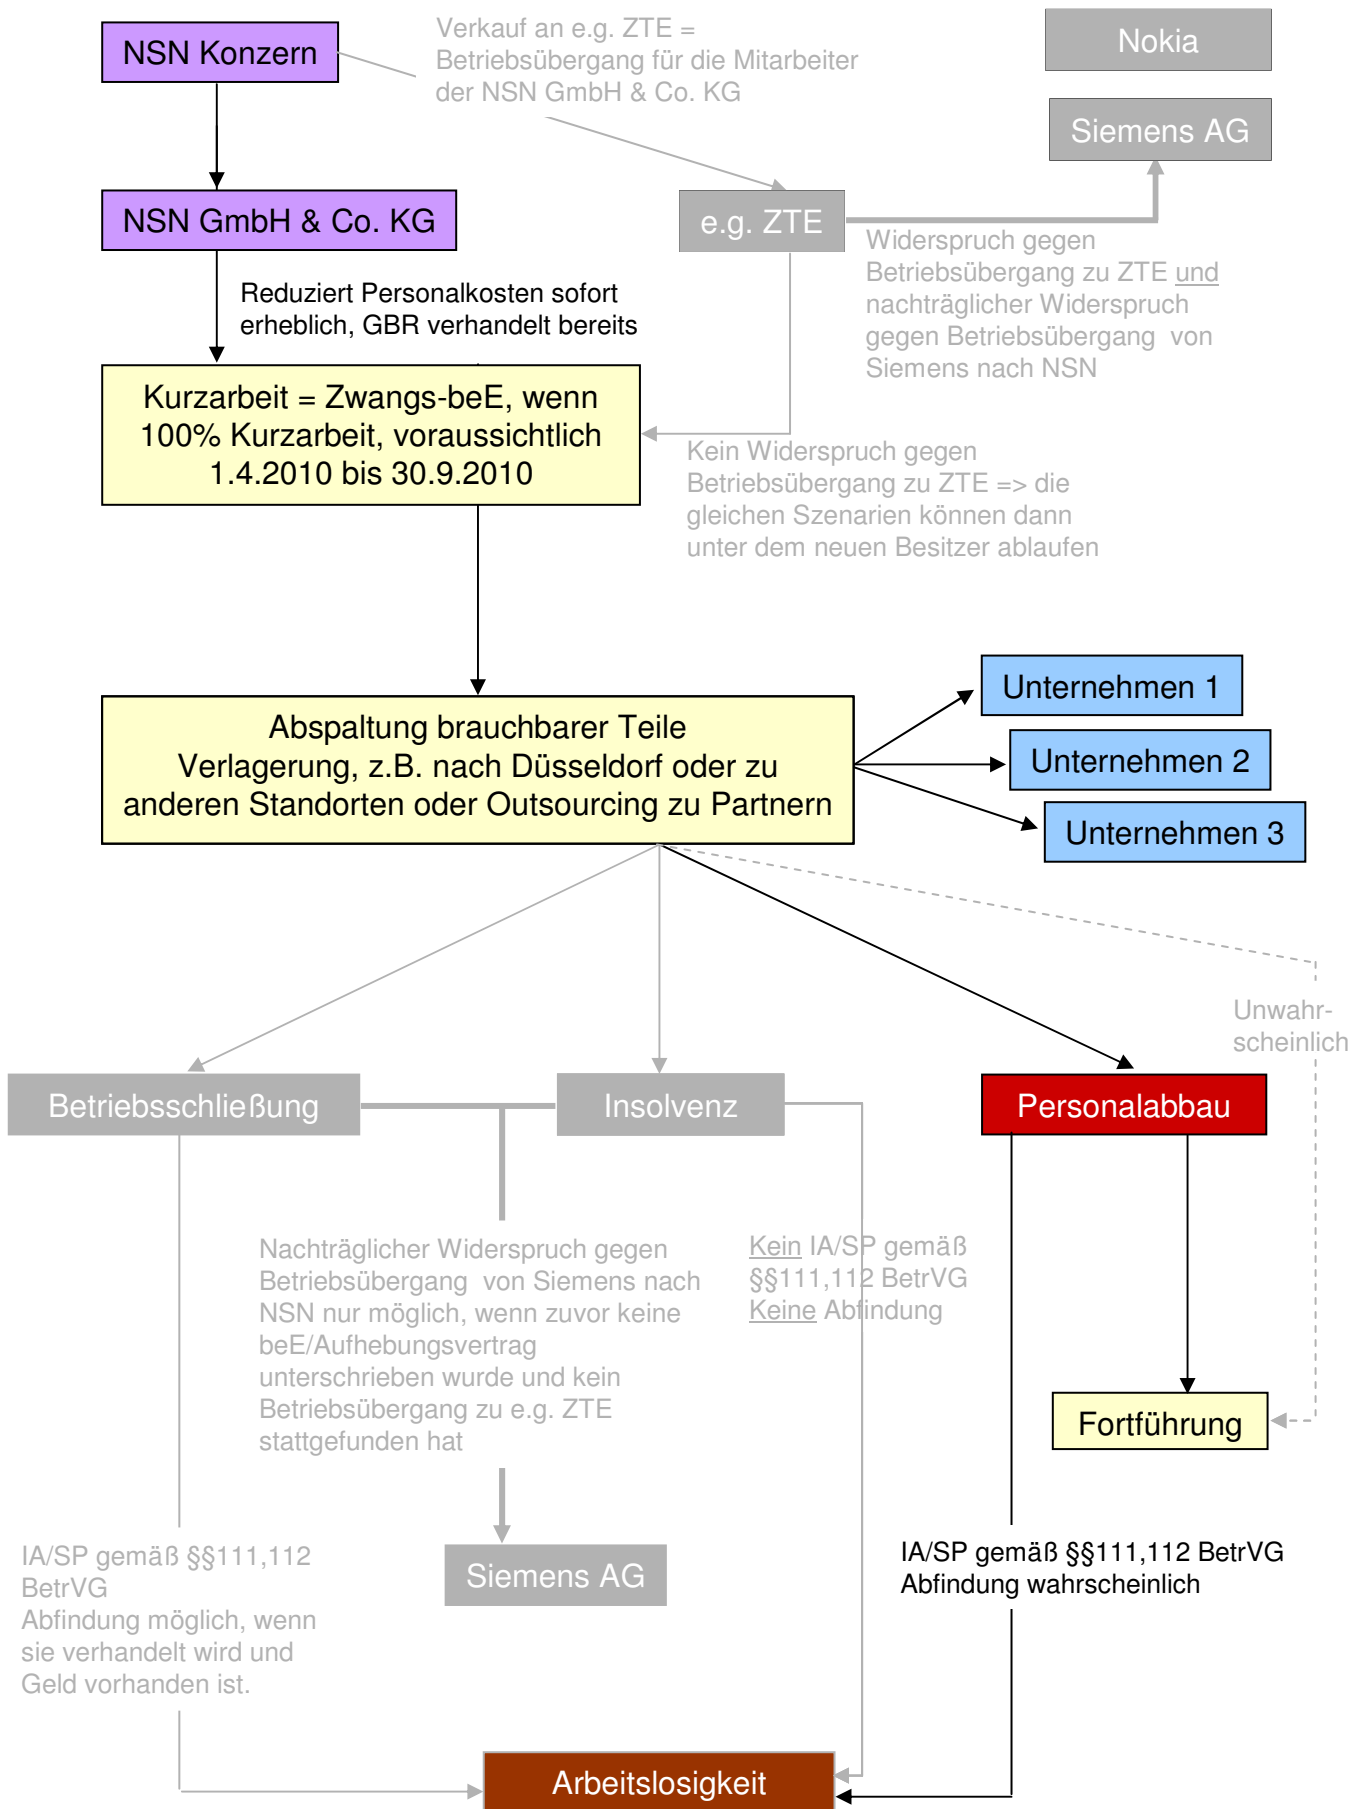 NSN Konzern
Verkauf an e.g. ZTE =
Betriebsübergang für die Mitarbeiter
der NSN GmbH & Co. KG
Nokia
Siemens AG
NSN GmbH & Co. KG
e.g. ZTE
Widerspruch gegen
Betriebsübergang zu ZTE und
nachträglicher Widerspruch
gegen Betriebsübergang  von
Siemens nach NSN
Reduziert Personalkosten sofort
erheblich, GBR verhandelt bereits
Kurzarbeit = Zwangs-beE, wenn
100% Kurzarbeit, voraussichtlich
1.4.2010 bis 30.9.2010
Kein Widerspruch gegen
Betriebsübergang zu ZTE => die
gleichen Szenarien können dann
unter dem neuen Besitzer ablaufen
Abspaltung brauchbarer Teile
Verlagerung, z.B. nach Düsseldorf oder zu
anderen Standorten oder Outsourcing zu Partnern
Unternehmen 1
Unternehmen 2
Unternehmen 3
Unwahr-
scheinlich
Betriebsschließung
Insolvenz
Personalabbau
Nachträglicher Widerspruch gegen
Betriebsübergang  von Siemens nach
NSN nur möglich, wenn zuvor keine
beE/Aufhebungsvertrag
unterschrieben wurde und kein
Betriebsübergang zu e.g. ZTE
stattgefunden hat
Kein IA/SP gemäß
§§111,112 BetrVG
Keine Abfindung
Fortführung
Siemens AG
IA/SP gemäß §§111,112
BetrVG
Abfindung möglich, wenn
sie verhandelt wird und
Geld vorhanden ist.
IA/SP gemäß §§111,112 BetrVG
Abfindung wahrscheinlich
Arbeitslosigkeit